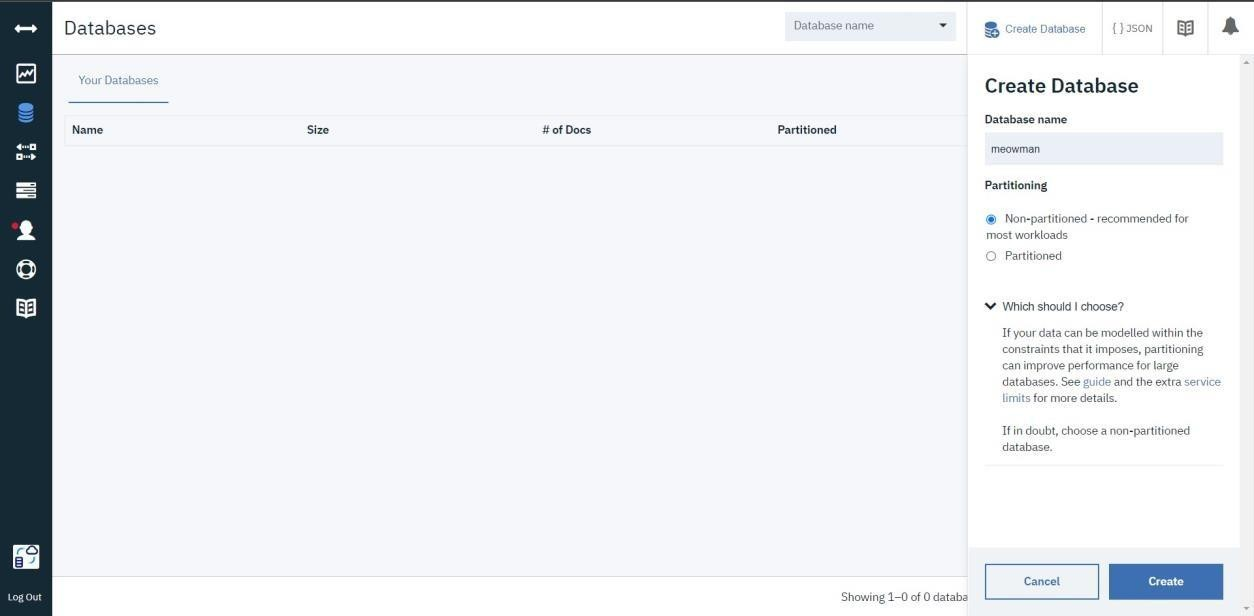 Databases
Database name
Create Database
{ } JSON
Your Databases
Name Size # of Docs Partitioned
Create Database
Database name
meowman
Partitioning
Non-partitioned - recommended for
most workloads
Partitioned
Which should I choose?
If your data can be modelled within the
constraints that it imposes, partitioning
can improve performance for large
databases. See guide and the extra service
limits for more details.
If in doubt, choose a non-partitioned
database.
Cancel
Create
Log Out
Showing 1–0 of 0 databa